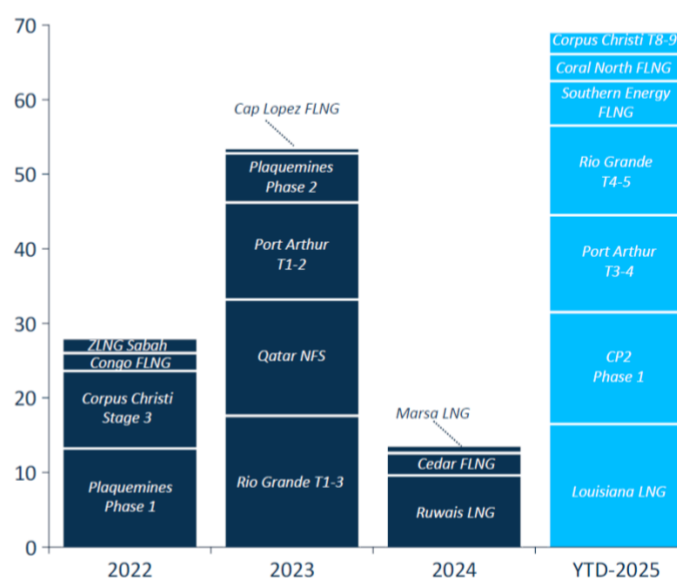 70
60
50
40
30
20
10
0
ZLNG Sabah
Congo FLNG
Corpus Christi
Stage 3
Plaquemines
Phase 1
2022
Cap Lopez FLNG
Plaquemines
Phase 2
Port Arthur
T1-2
Qatar NFS
Rio Grande T1-3
2023
Marsa LNG
Cedar FLNG
Ruwais LNG
2024
Corpus Christi T8-9
Coral North FLNG
Southern Energy
FLNG
Rio Grande
T4-5
Port Arthur
T3-4
CP2
Phase 1
Louisiana LNG
YTD-2025